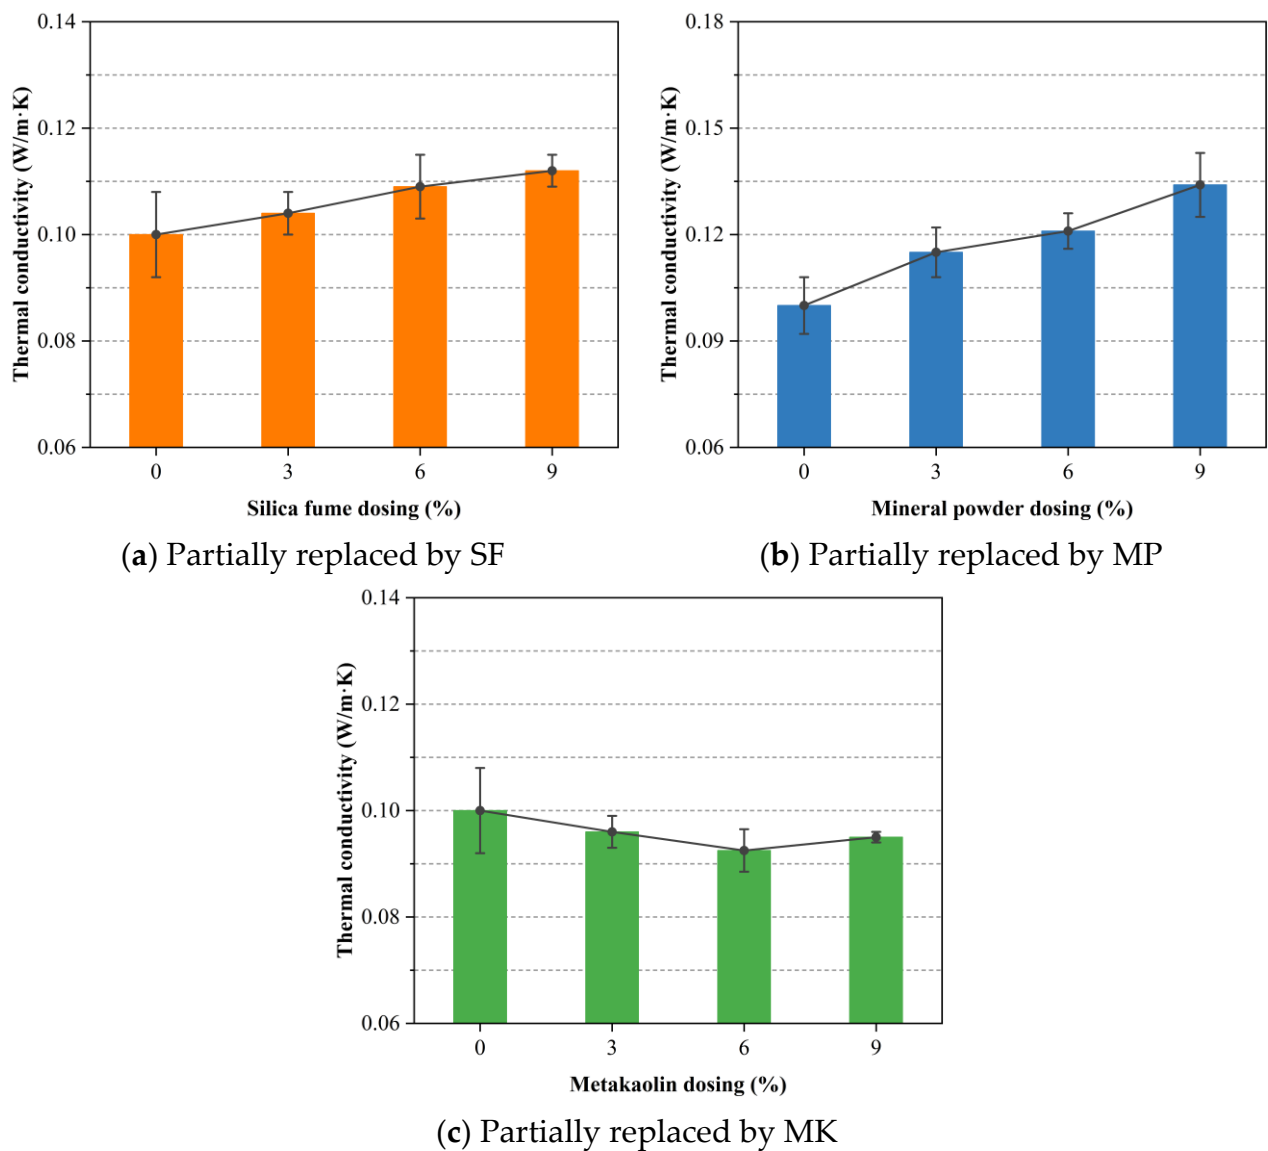 Thermal conductivity (W/m·K)
0.14
0.12
0.10
0.08
0.06
0 3 6 9
Silica fume dosing (%)
(a) Partially replaced by SF
Thermal conductivity (W/m·K)
0.18
0.15
0.12
0.09
0.06
0 3 6 9
Mineral powder dosing (%)
(b) Partially replaced by MP
Thermal conductivity (W/m·K)
0.14
0.12
0.10
0.08
0.06
0 3 6 9
Metakaolin dosing (%)
(c) Partially replaced by MK